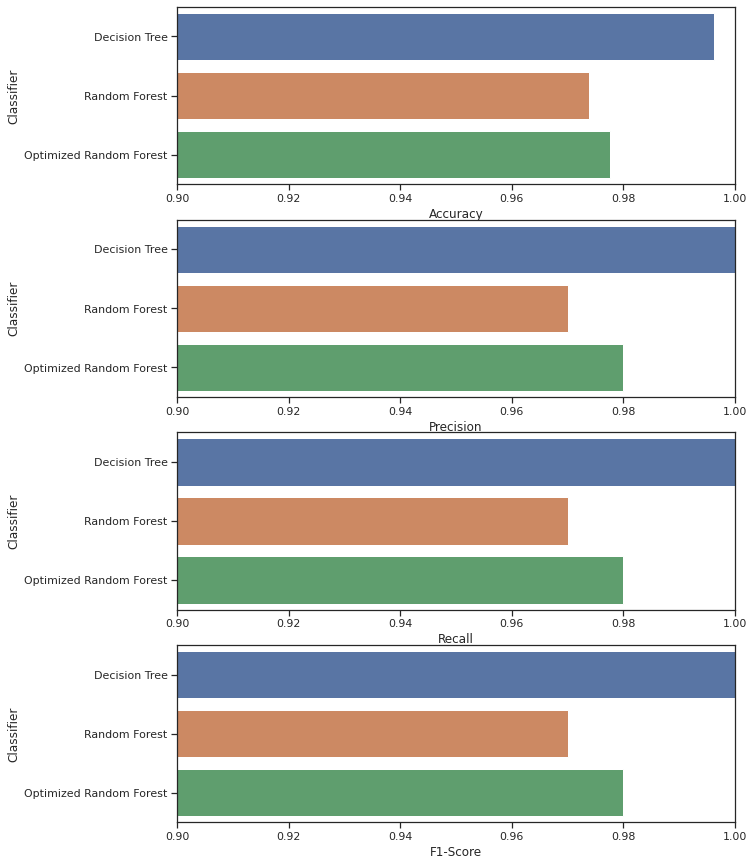 Classifier
Decision Tree
Random Forest
Optimized Random Forest
0.90 0.92 0.94 0.96 0.98 1.00
Accuracy
Classifier
Decision Tree
Random Forest
Optimized Random Forest
0.90 0.92 0.94 0.96 0.98 1.00
Precision
Classifier
Decision Tree
Random Forest
Optimized Random Forest
0.90 0.92 0.94 0.96 0.98 1.00
Recall
Classifier
Decision Tree
Random Forest
Optimized Random Forest
0.90 0.92 0.94 0.96 0.98 1.00
F1-Score